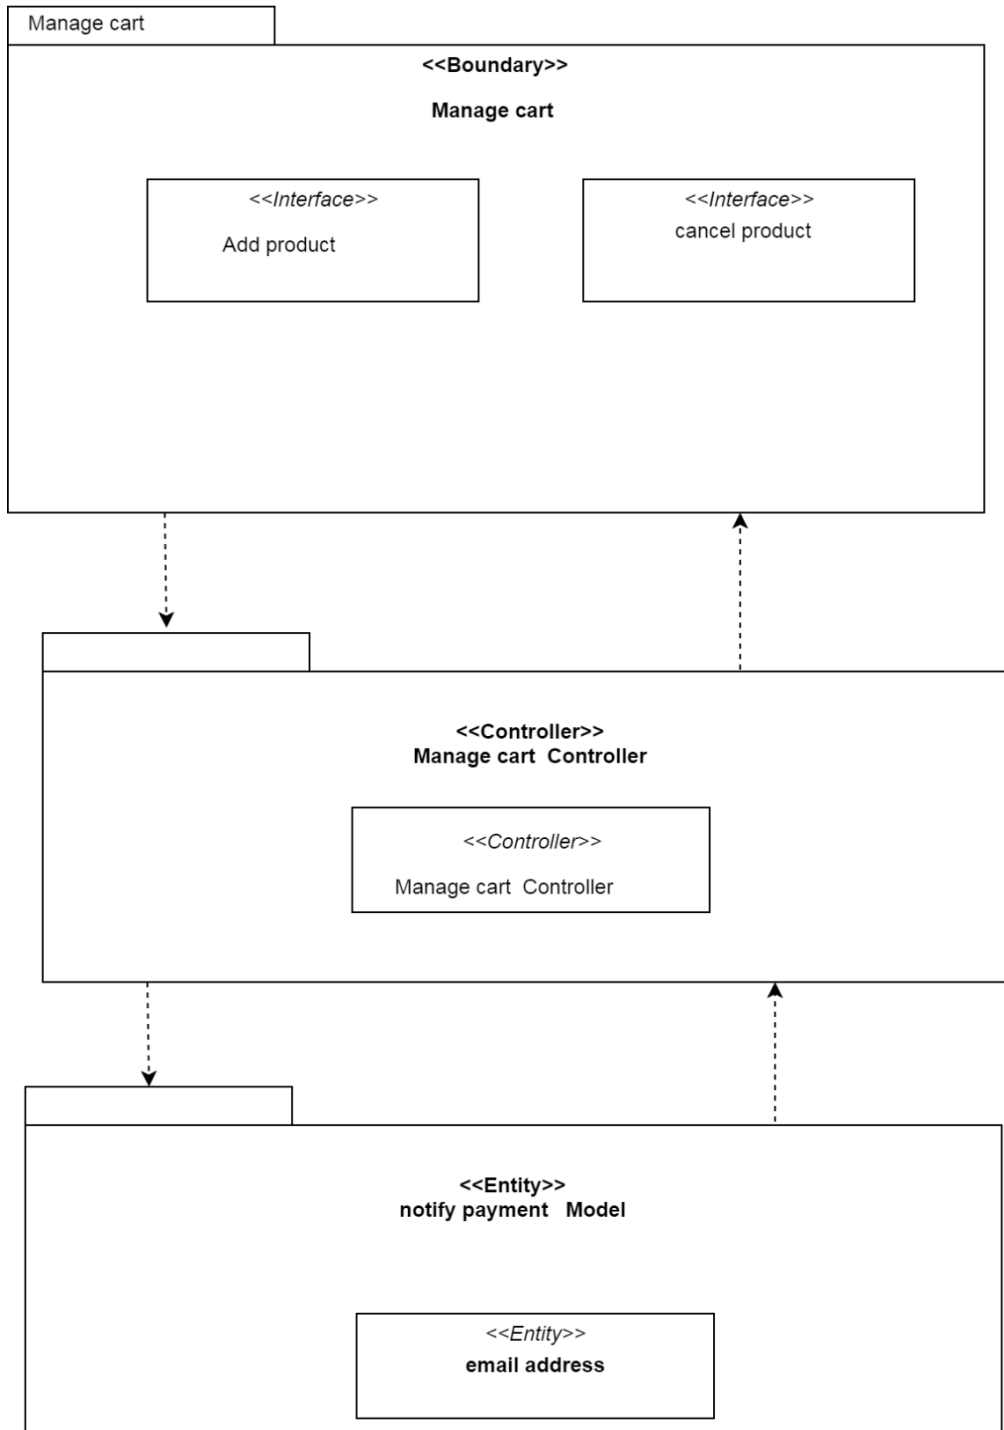 Manage cart
<<Boundary>>
Manage cart
<<Interface>>
Add product
<<Interface>>
cancel product
<<Controller>>
Manage cart  Controller
<<Controller>>
Manage cart  Controller
<<Entity>>
notify payment   Model
<<Entity>>
email address